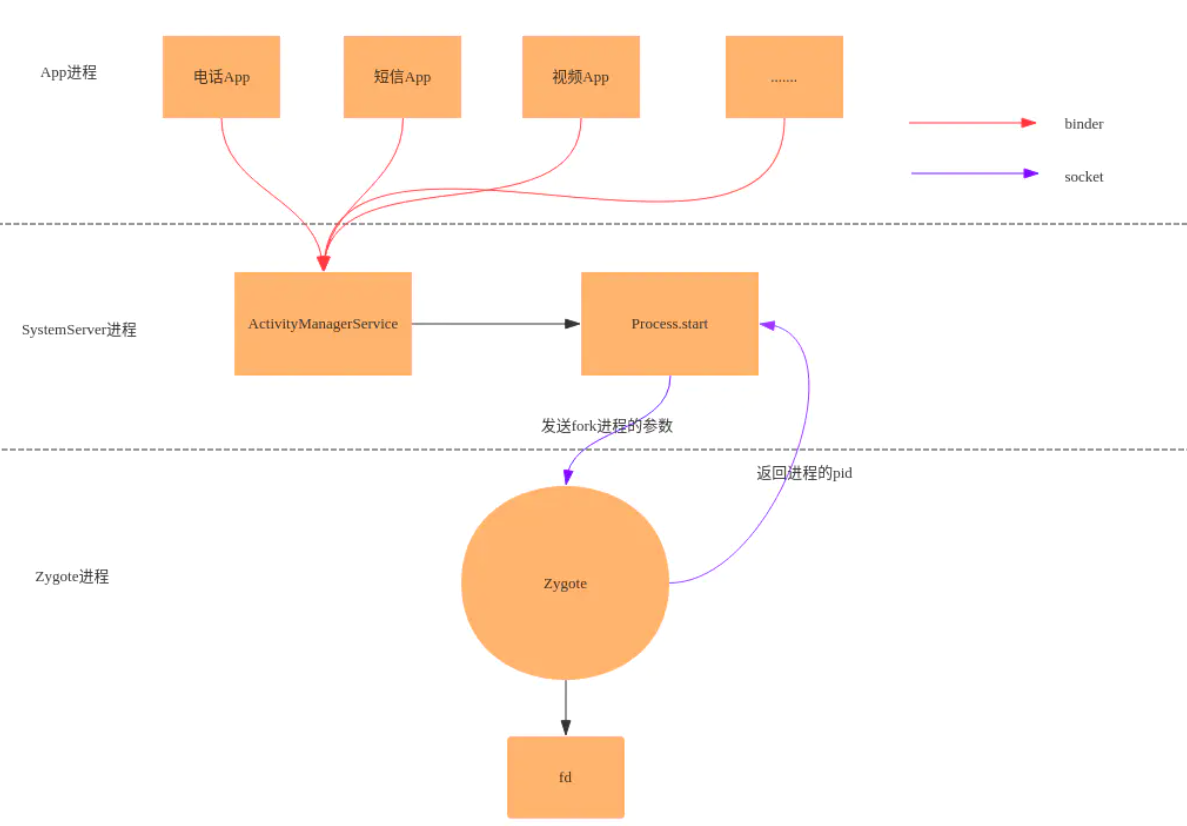 App进程
电话App
短信App
视频App
.......
binder
socket
SystemServer进程
ActivityManagerService
Process.start
发送fork进程的参数
返回进程的pid
Zygote进程
Zygote
fd